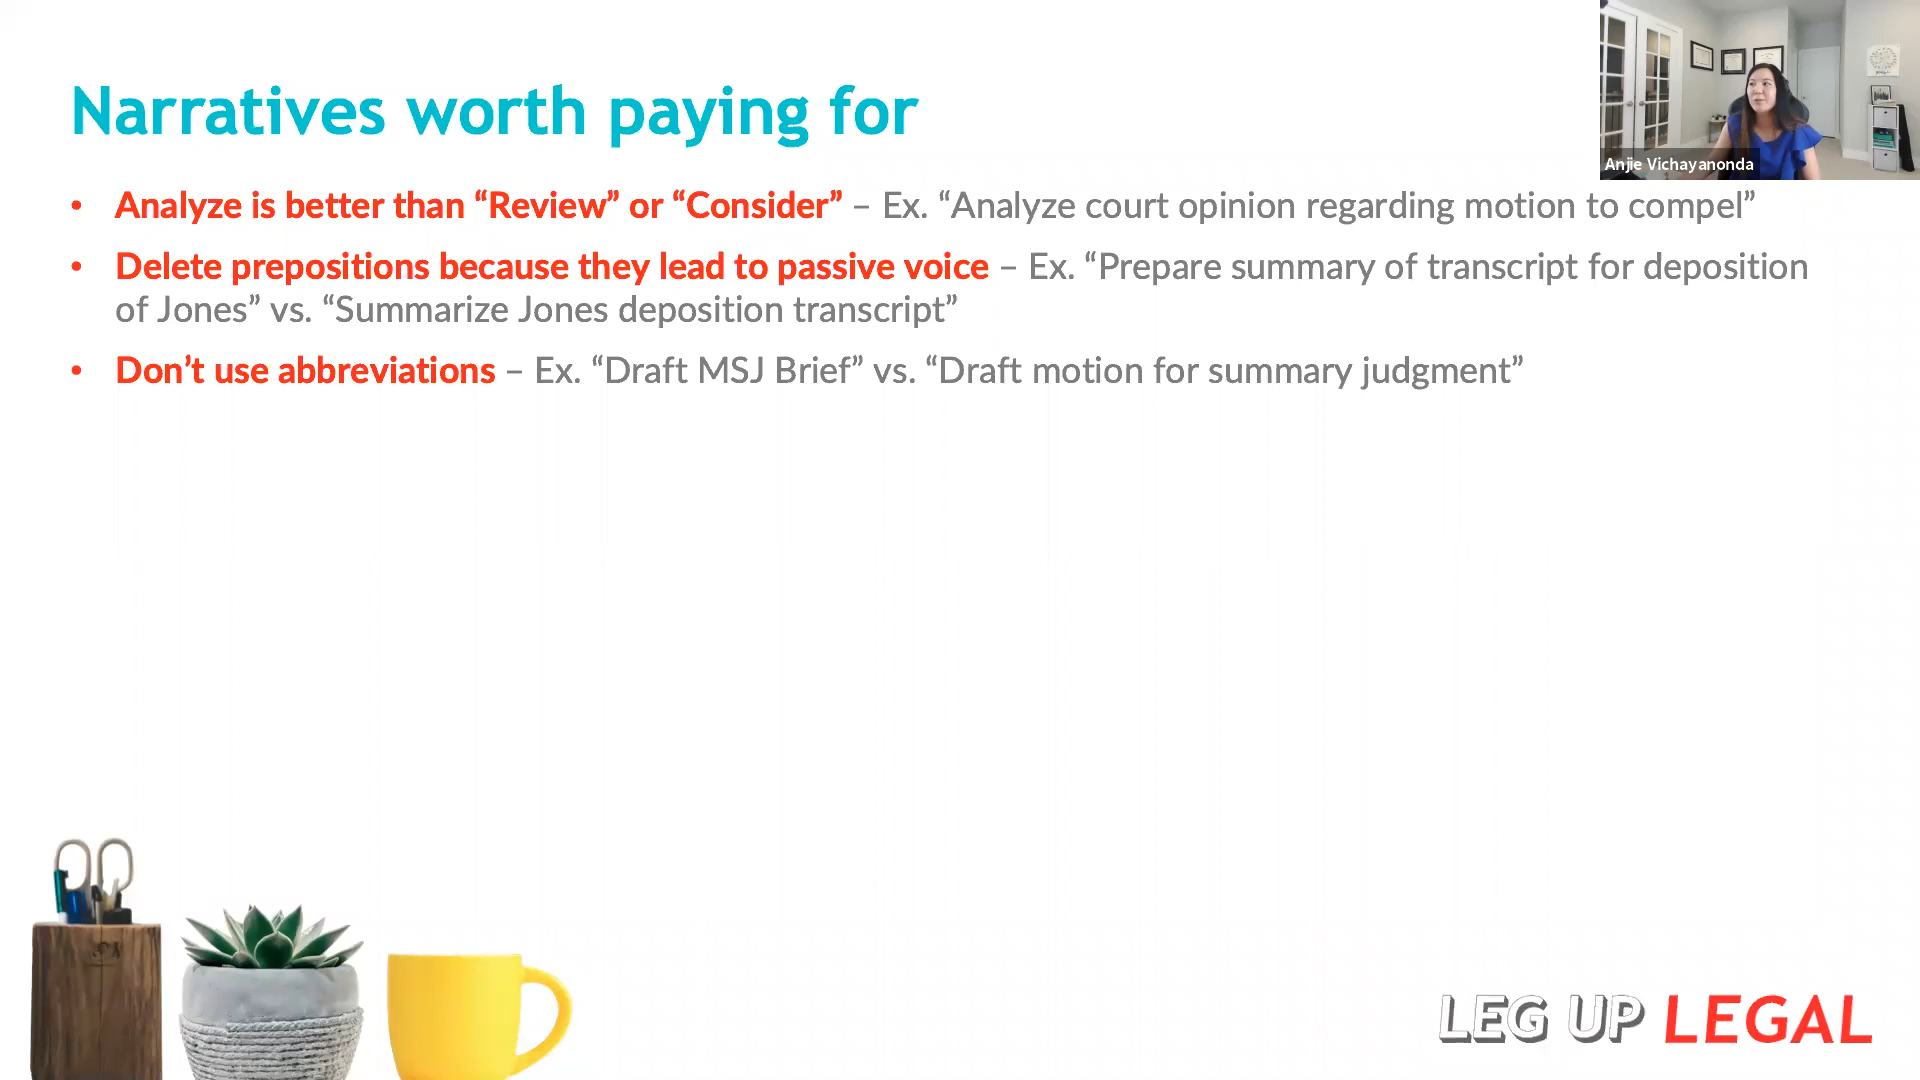 Narratives worth paying for
Anjie Vichayanonda
• Analyze is better than “Review” or “Consider” – Ex. “Analyze court opinion regarding motion to compel”
• Delete prepositions because they lead to passive voice – Ex. “Prepare summary of transcript for deposition
of Jones” vs. “Summarize Jones deposition transcript”
• Don’t use abbreviations – Ex. “Draft MSJ Brief” vs. “Draft motion for summary judgment”
LEG UP LEGAL